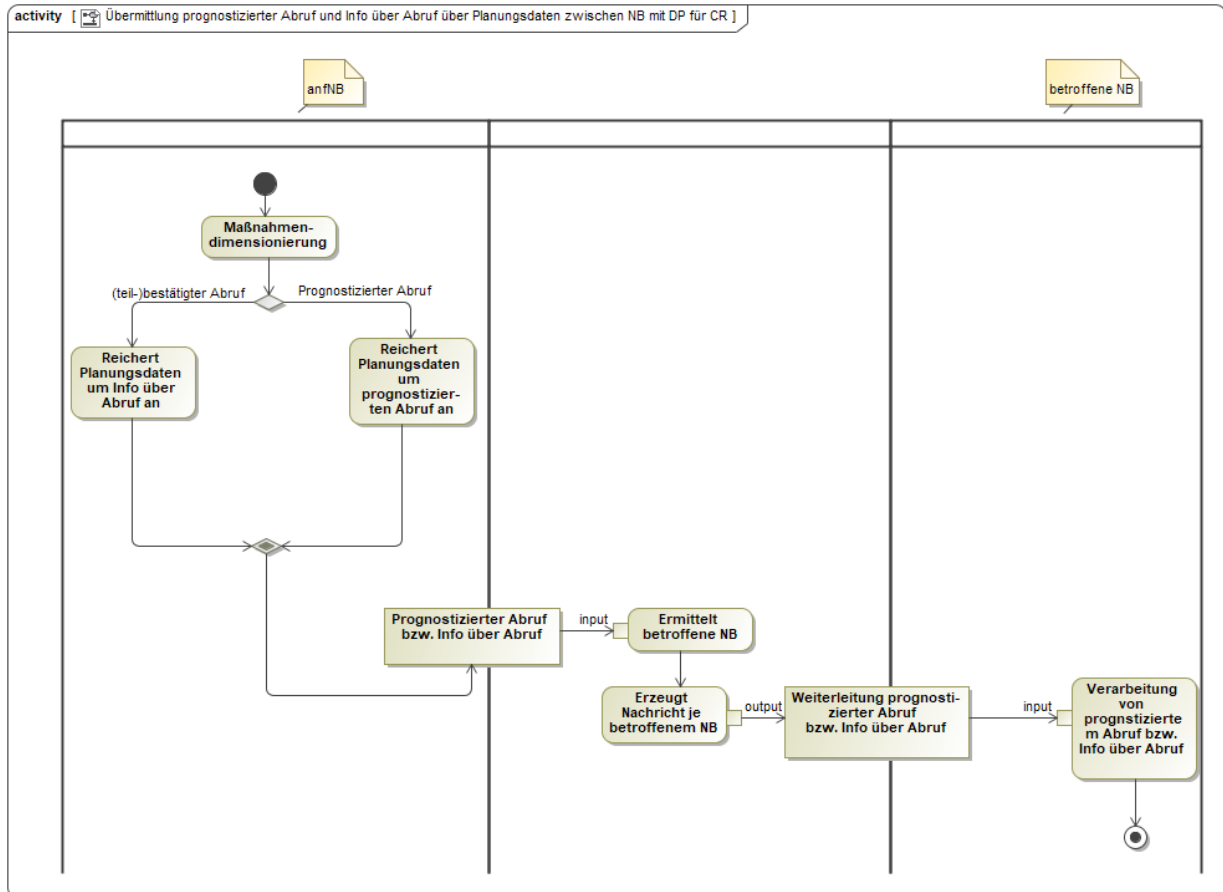 activity [ Übermittlung prognostizierter Abruf und Info über Abruf über Planungsdaten zwischen NB mit DP für CR ]
anfNB
betroffene NB
Maßnahmen-
dimensionierung
(teil-)bestätigter Abruf
Prognostizierter Abruf
Reichert
Planungsdaten
um Info über
Abruf an
Reichert
Planungsdaten
um
prognostizier-
ten Abruf an
Prognostizierter Abruf
bzw. Info über Abruf
input
Ermittelt
betroffene NB
Erzeugt
Nachricht je
betroffenem NB
output
Weiterleitung prognosti-
zierter Abruf
bzw. Info über Abruf
input
Verarbeitung
von
prognstizierte
m Abruf bzw.
Info über Abruf